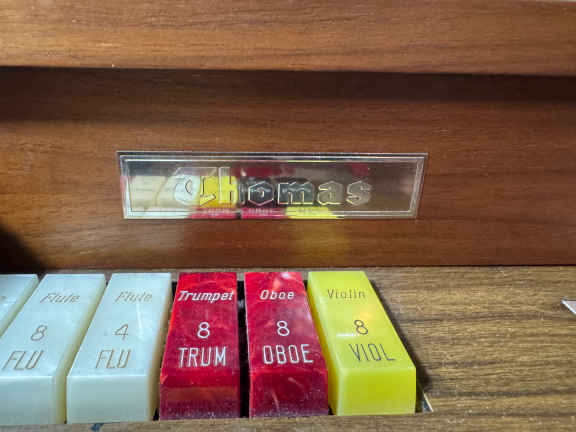 Thomas
Flute
8
FLU
Flute
4
FLU
Trumpet
8
TRUM
Oboe
8
OBOE
Violin
8
VIOL